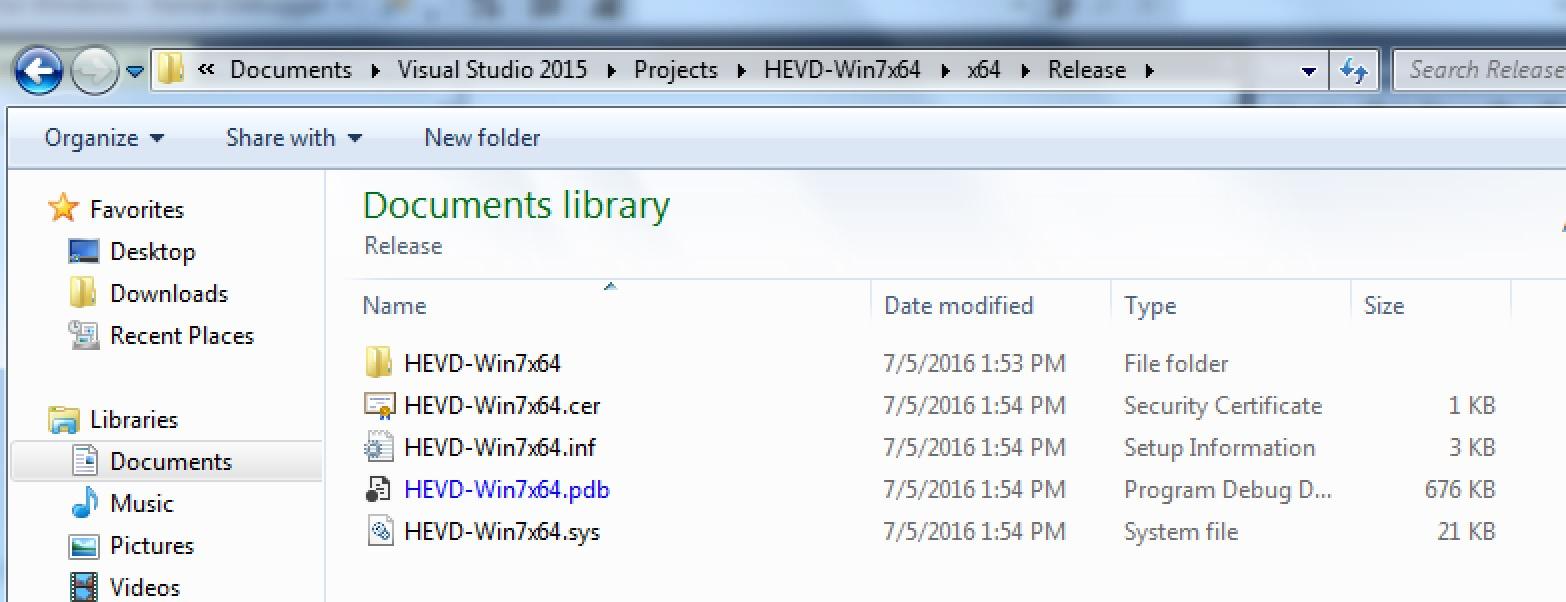 « Documents Visual Studio 2015 Projects HEVD-Win7x64 x64 Release Search Release
Organize Share with New folder
Favorites
Desktop
Downloads
Recent Places
Libraries
Documents
Music
Pictures
Videos
Documents library
Release
Name Date modified Type Size
HEVD-Win7x64 7/5/2016 1:53 PM File folder
HEVD-Win7x64.cer 7/5/2016 1:54 PM Security Certificate 1 KB
HEVD-Win7x64.inf 7/5/2016 1:54 PM Setup Information 3 KB
HEVD-Win7x64.pdb 7/5/2016 1:54 PM Program Debug D... 676 KB
HEVD-Win7x64.sys 7/5/2016 1:54 PM System file 21 KB